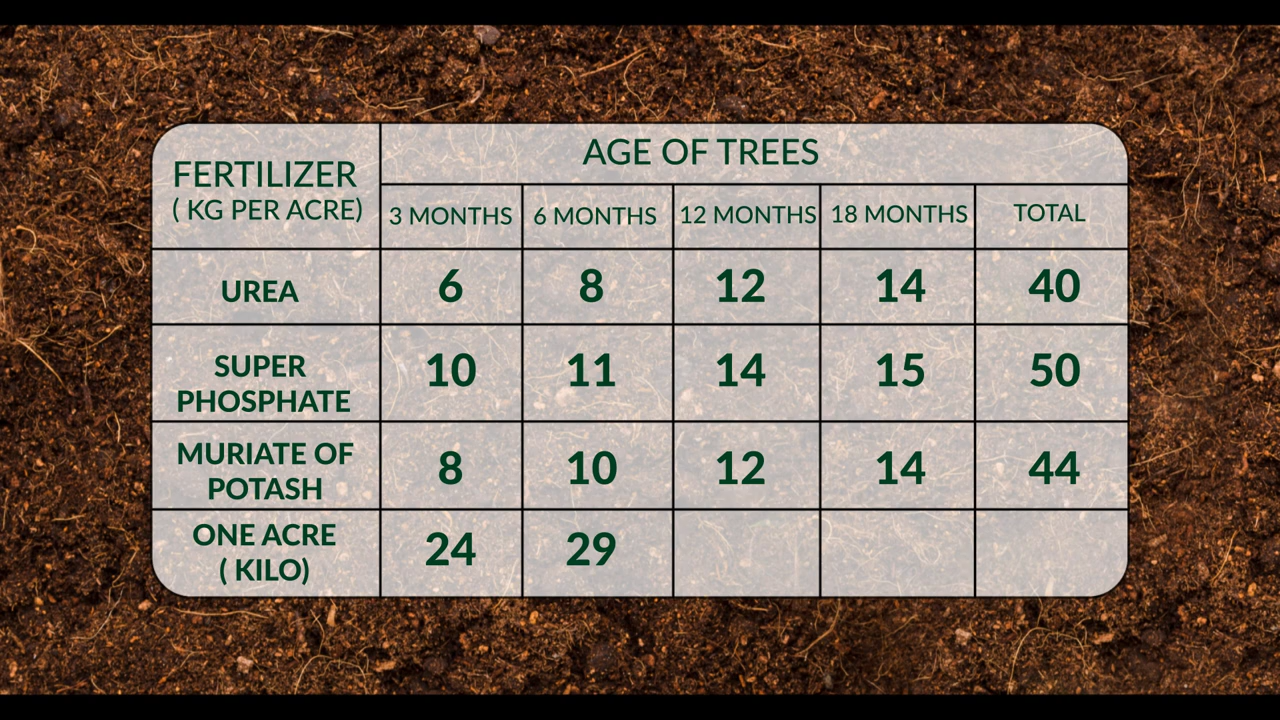 FERTILIZER
( KG PER ACRE)
AGE OF TREES
3 MONTHS 6 MONTHS 12 MONTHS 18 MONTHS TOTAL
UREA 6 8 12 14 40
SUPER
PHOSPHATE 10 11 14 15 50
MURIATE OF
POTASH 8 10 12 14 44
ONE ACRE
( KILO) 24 29